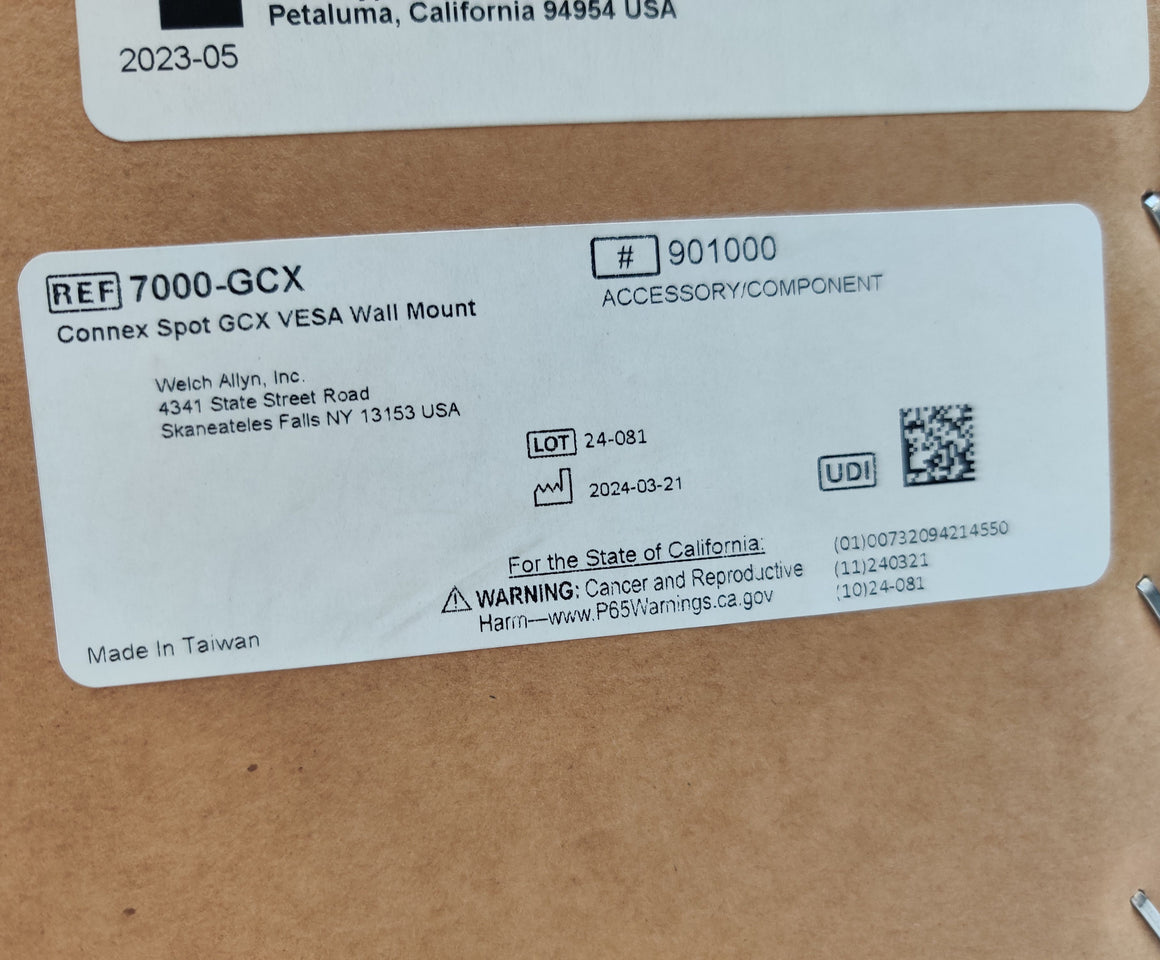 Petaluma, California 94954 USA
2023-05
REF 7000-GCX
Connex Spot GCX VESA Wall Mount
# 901000
ACCESSORY/COMPONENT
Welch Allyn, Inc.
4341 State Street Road
Skaneateles Falls NY 13153 USA
LOT 24-081
2024-03-21
UDI
For the State of California:
WARNING: Cancer and Reproductive
Harm—www.P65Warnings.ca.gov
(01)00732094214550
(11)240321
(10)24-081
Made In Taiwan